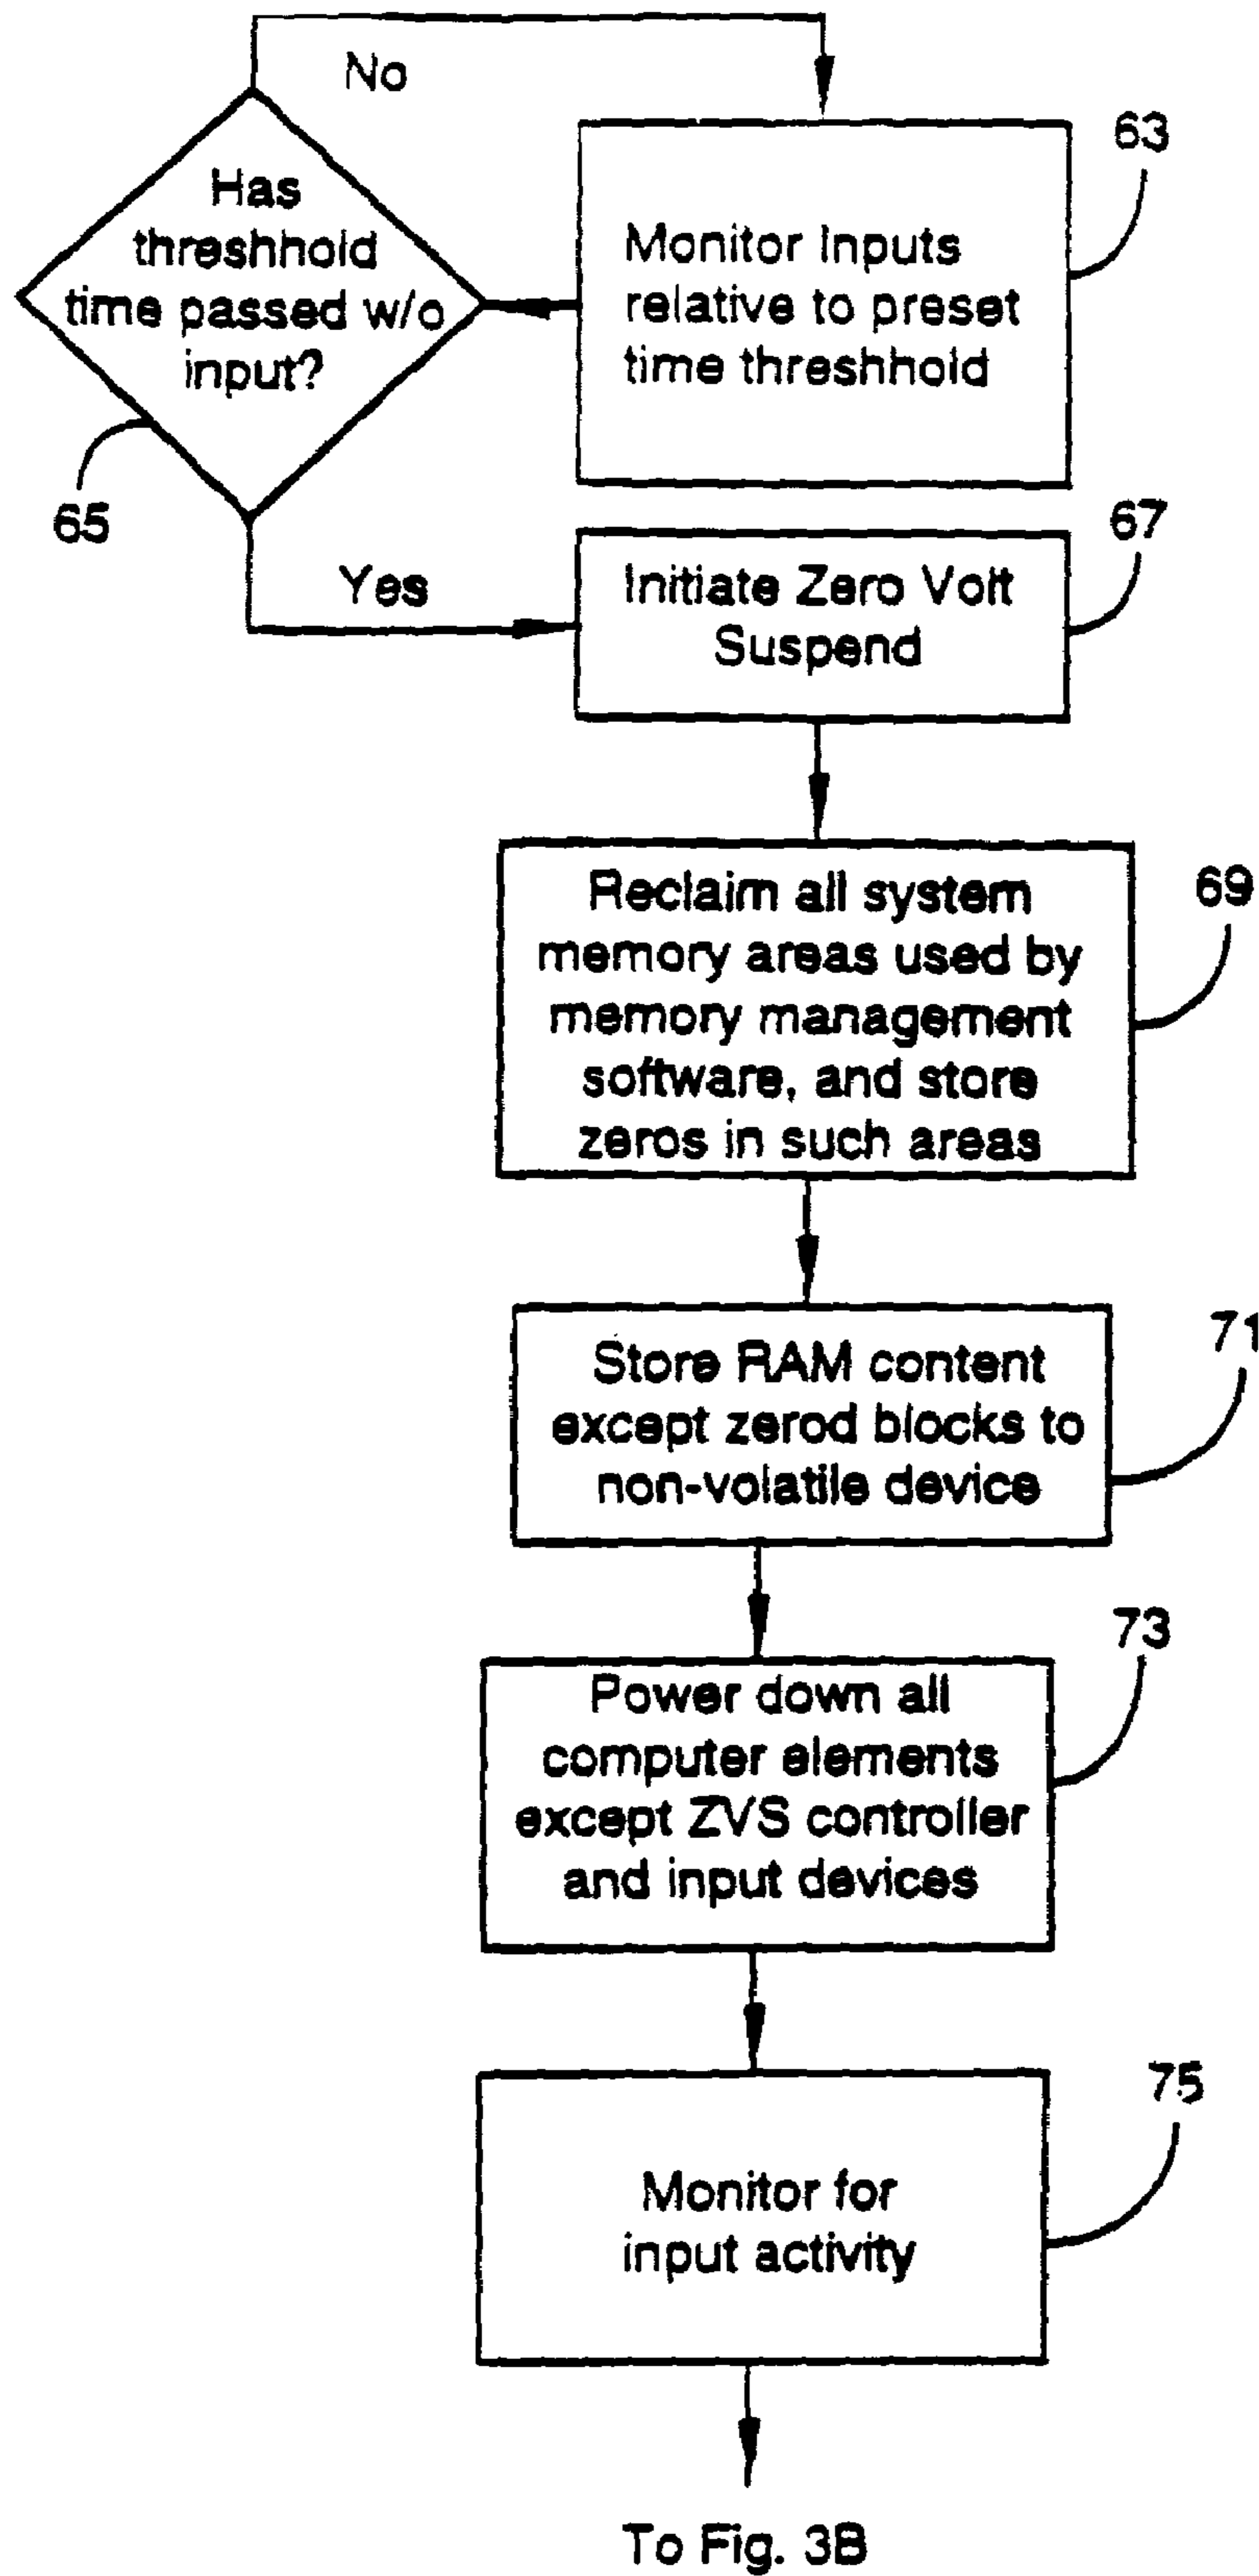 No
63
Has
threshhold
time passed w/o
input?
Monitor Inputs
relative to preset
time threshhold
65
67
Yes
Initiate Zero Volt
Suspend
69
Reclaim all system
memory areas used by
memory management
software, and store
zeros in such areas
71
Store RAM content
except zerod blocks to
non-volatile device
73
Power down all
computer elements
except ZVS controller
and input devices
75
Monitor for
input activity
To Fig. 3B